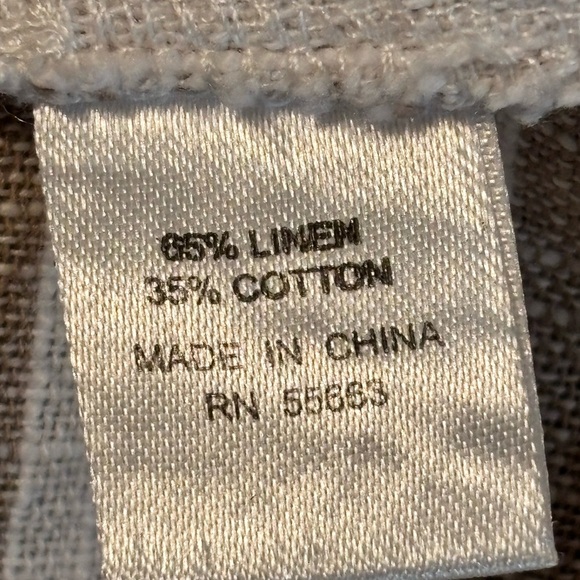 65% LINEN
35% COTTON
MADE IN CHINA
RN 55663